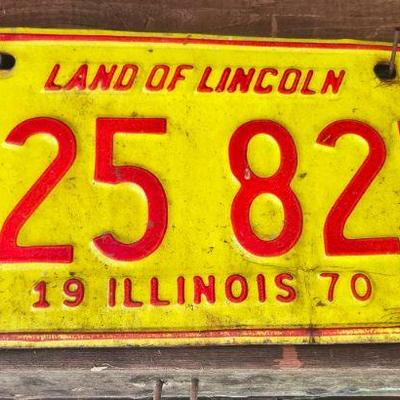 LAND OF LINCOLN
25 82
19 ILLINOIS 70